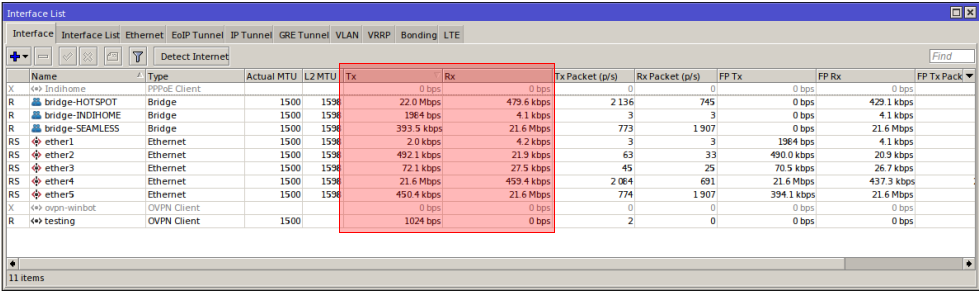 Interface List
Interface Interface List Ethernet EoIP Tunnel IP Tunnel GRE Tunnel VLAN VRRP Bonding LTE
Detect Internet Find
Name Type Actual MTU L2 MTU Tx Rx Tx Packet (p/s) Rx Packet (p/s) FP Tx FP Rx FP Tx Pack
X Indihome PPPoE Client 0 bps 0 bps 0 0 0 bps 0 bps
R bridge-HOTSPOT Bridge 1500 1598 22.0 Mbps 479.6 kbps 2 136 745 0 bps 429.1 kbps
R bridge-INDIHOME Bridge 1500 1598 1984 bps 4.1 kbps 3 3 0 bps 4.1 kbps
R bridge-SEAMLESS Bridge 1500 1598 393.5 kbps 21.6 Mbps 773 1 907 0 bps 21.6 Mbps
RS ether1 Ethernet 1500 1598 2.0 kbps 4.2 kbps 3 3 1984 bps 4.1 kbps
RS ether2 Ethernet 1500 1598 492.1 kbps 21.9 kbps 63 33 490.0 kbps 20.9 kbps
RS ether3 Ethernet 1500 1598 72.1 kbps 27.5 kbps 45 25 70.5 kbps 26.7 kbps
RS ether4 Ethernet 1500 1598 21.6 Mbps 459.4 kbps 2 084 691 21.6 Mbps 437.3 kbps
RS ether5 Ethernet 1500 1598 450.4 kbps 21.6 Mbps 774 1 907 394.1 kbps 21.6 Mbps
X ovpn-winbot OVPN Client 0 bps 0 bps 0 0 0 bps 0 bps
R testing OVPN Client 1500 1024 bps 0 bps 2 0 0 bps 0 bps
11 items